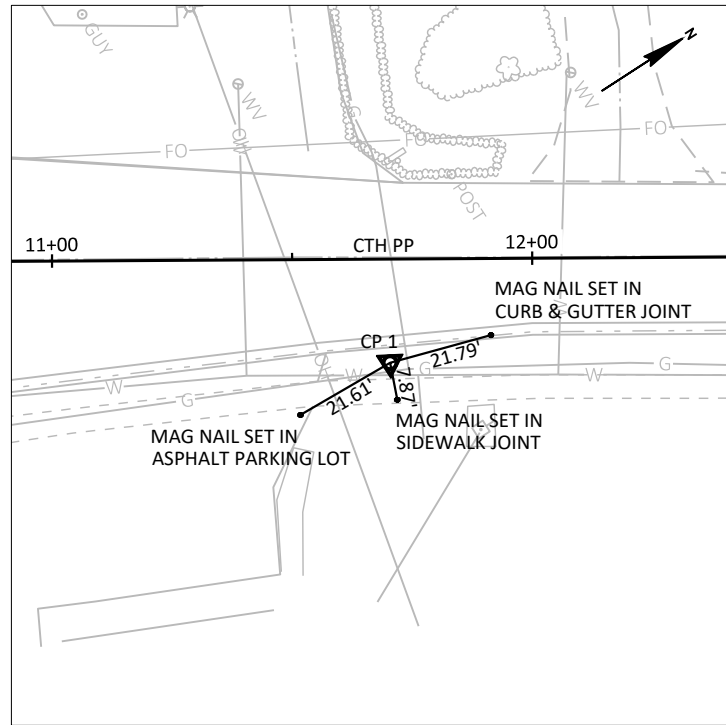 GUY
WV
WV
N
FO
G
FO
FO
POST
11+00
CTH PP
12+00
MAG NAIL SET IN
CURB & GUTTER JOINT
W
CP 1
21.79'
G
G
W
W
W
G
21.61'
7.87'
MAG NAIL SET IN
ASPHALT PARKING LOT
MAG NAIL SET IN
SIDEWALK JOINT